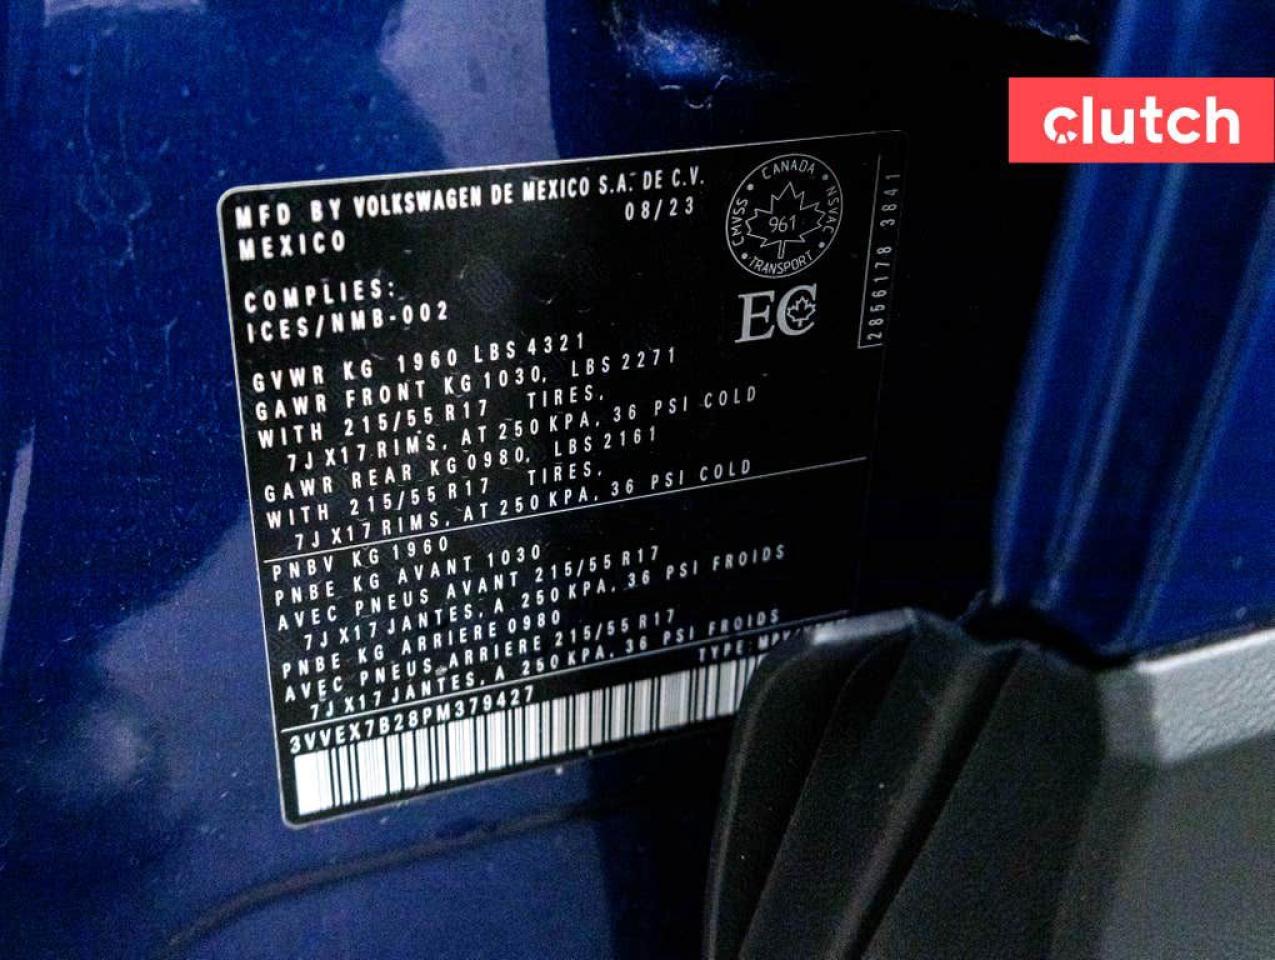 clutch
MFD BY VOLKSWAGEN DE MEXICO S.A. DE C.V.
MEXICO
08/23
CANADA
CMVSS
NSVAC
961
TRANSPORT
EC
2856178 3841
COMPLIES:
ICES/NMB-002
GVWR KG 1960 LBS 4321
GAWR FRONT KG 1030, LBS 2271
WITH 215/55 R17 TIRES,
7J X17 RIMS, AT 250 KPA, 36 PSI COLD
GAWR REAR KG 0980, LBS 2161
WITH 215/55 R17 TIRES,
7J X17 RIMS, AT 250 KPA, 36 PSI COLD
PNBV KG 1960
PNBE KG AVANT 1030
AVEC PNEUS AVANT 215/55 R17
7J X17 JANTES, A 250 KPA, 36 PSI FROIDS
PNBE KG ARRIERE 0980
AVEC PNEUS ARRIERE 215/55 R17
7J X17 JANTES, A 250 KPA, 36 PSI FROIDS
TYPE: MPV/
3VVEX7B28PM379427